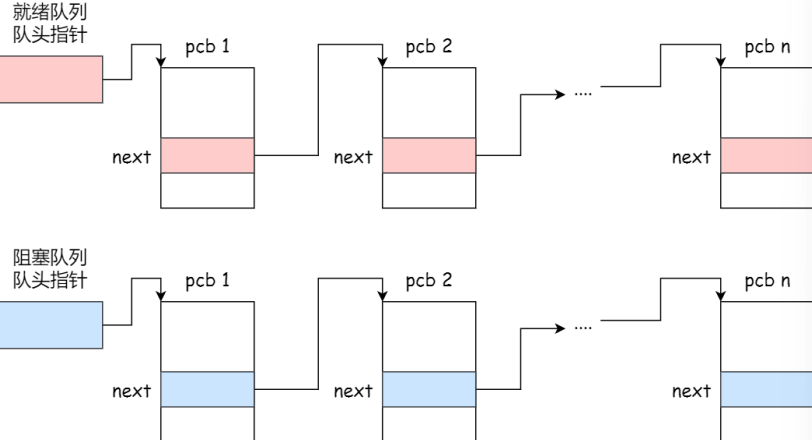 就绪队列
队头指针
pcb 1
pcb 2
pcb n
....
next
next
next
阻塞队列
队头指针
pcb 1
pcb 2
pcb n
....
next
next
next